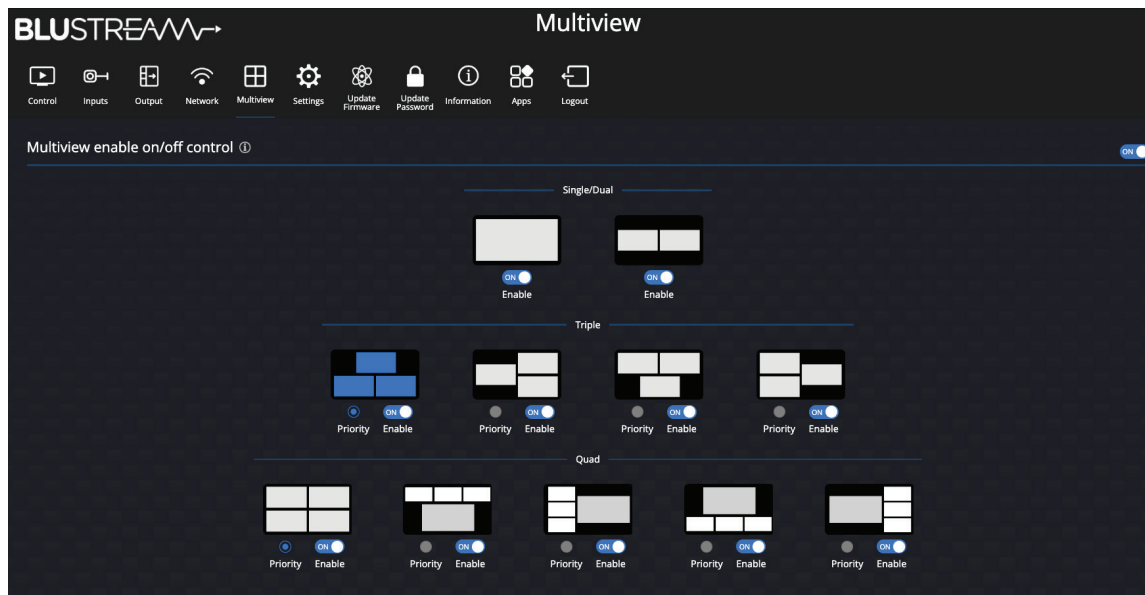 BLUSTREAM
Multiview
Control
Inputs
Output
Network
Multiview
Settings
Update
Firmware
Update
Password
Information
Apps
Logout
Multiview enable on/off control
ON
Single/Dual
ON ON
Enable Enable
Triple
ON ON ON ON
Priority Enable Priority Enable Priority Enable Priority Enable
Quad
ON ON ON ON ON
Priority Enable Priority Enable Priority Enable Priority Enable Priority Enable